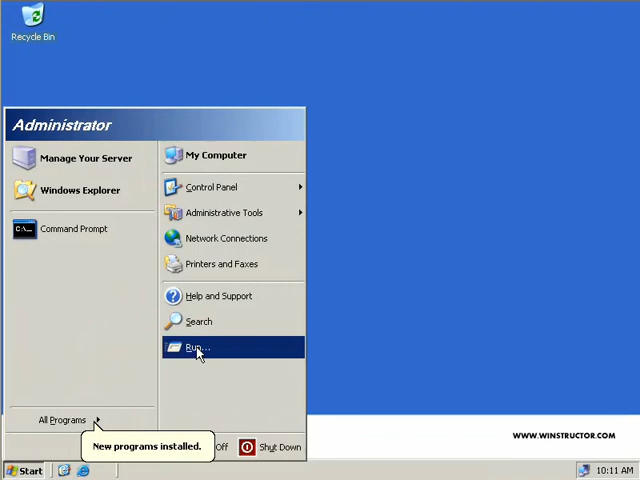 Recycle Bin
Administrator
Manage Your Server
Windows Explorer
C:\...
Command Prompt
All Programs
My Computer
Control Panel
Administrative Tools
Network Connections
Printers and Faxes
Help and Support
Search
Run...
New programs installed.
Off
Shut Down
WWW.WINSTRUCTOR.COM
Start
10:11 AM